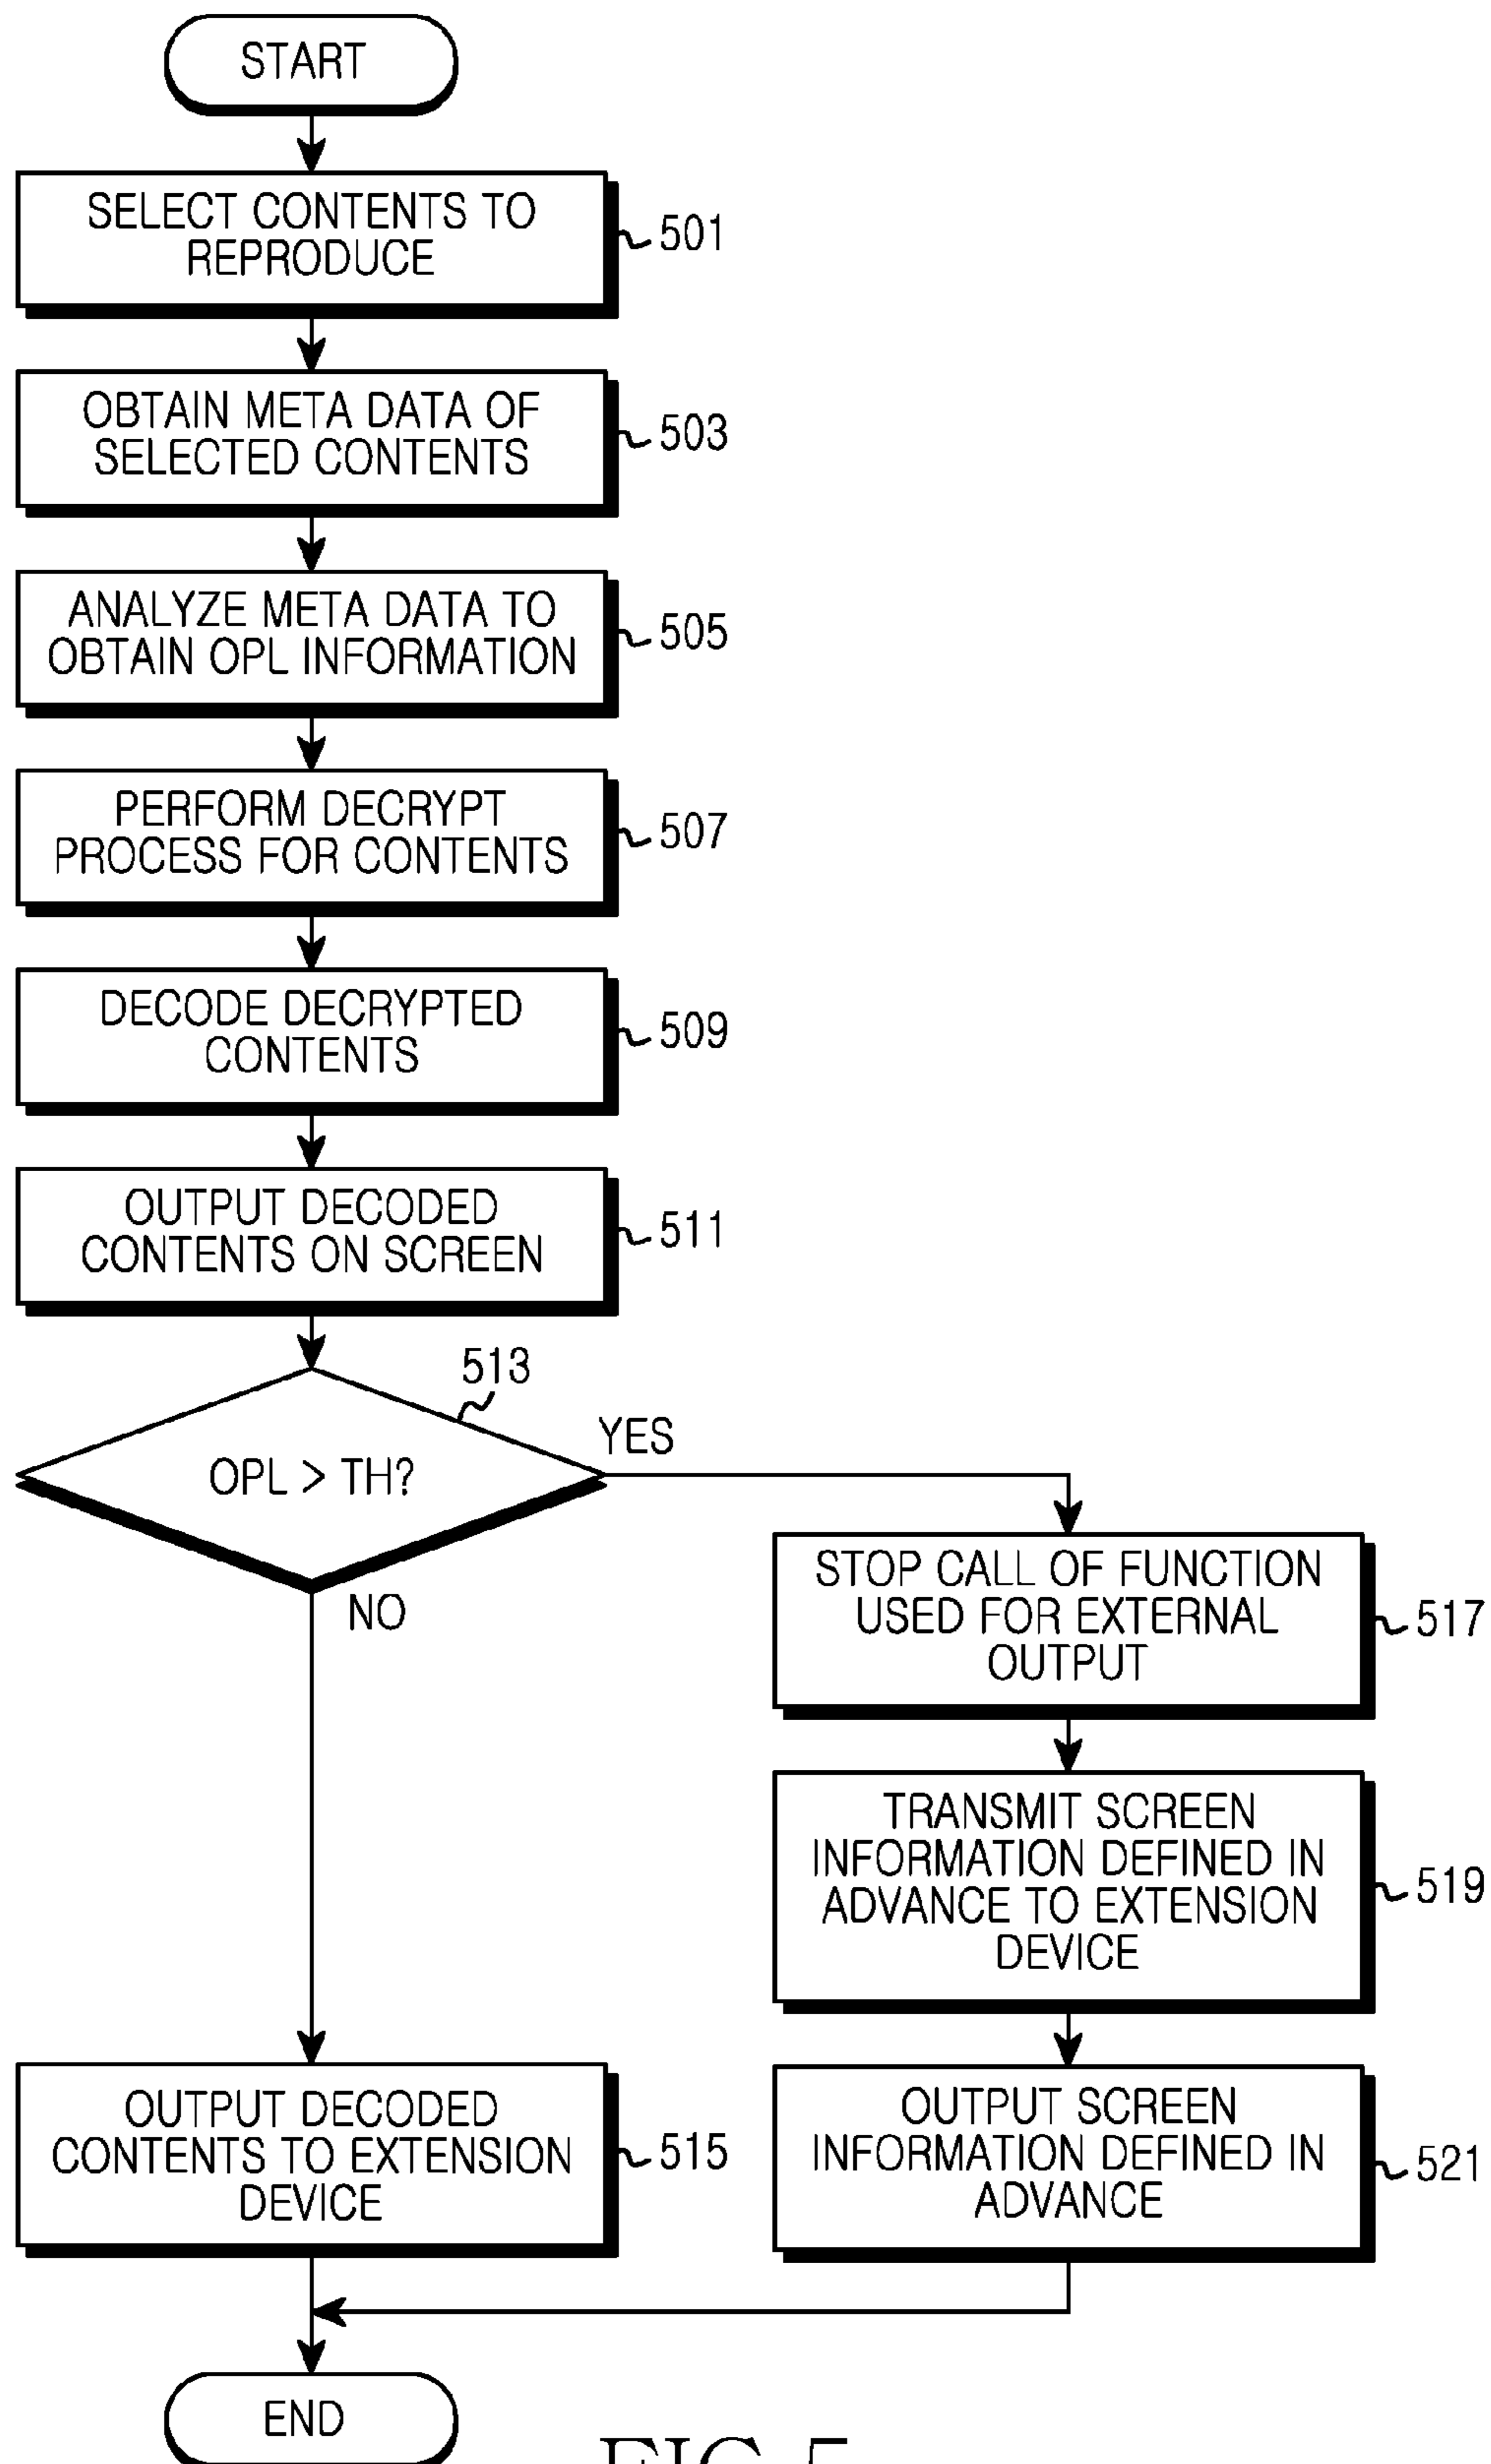 START
SELECT CONTENTS TO
REPRODUCE
501
OBTAIN META DATA OF
SELECTED CONTENTS
503
ANALYZE META DATA TO
OBTAIN OPL INFORMATION
505
PERFORM DECRYPT
PROCESS FOR CONTENTS
507
DECODE DECRYPTED
CONTENTS
509
OUTPUT DECODED
CONTENTS ON SCREEN
511
513
OPL > TH?
YES
NO
STOP CALL OF FUNCTION
USED FOR EXTERNAL
OUTPUT
517
TRANSMIT SCREEN
INFORMATION DEFINED IN
ADVANCE TO EXTENSION
DEVICE
519
OUTPUT DECODED
CONTENTS TO EXTENSION
DEVICE
515
OUTPUT SCREEN
INFORMATION DEFINED IN
ADVANCE
521
END
FIG.5